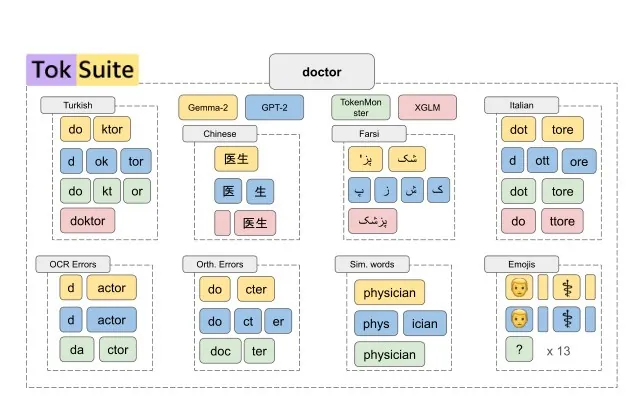 TokSuite
doctor
Gemma-2 GPT-2 TokenMon
ster XGLM
Turkish
do ktor
d ok tor
do kt or
doktor
Chinese
医生
医 生
医生
Farsi
پز' شک
پ ز ش ک
پزشک
Italian
dot tore
d ott ore
dot tore
do ttore
OCR Errors
d actor
d actor
da ctor
Orth. Errors
do cter
do ct er
doc ter
Sim. words
physician
phys ician
physician
Emojis
👨 ⚕
👨 ⚕
? x 13